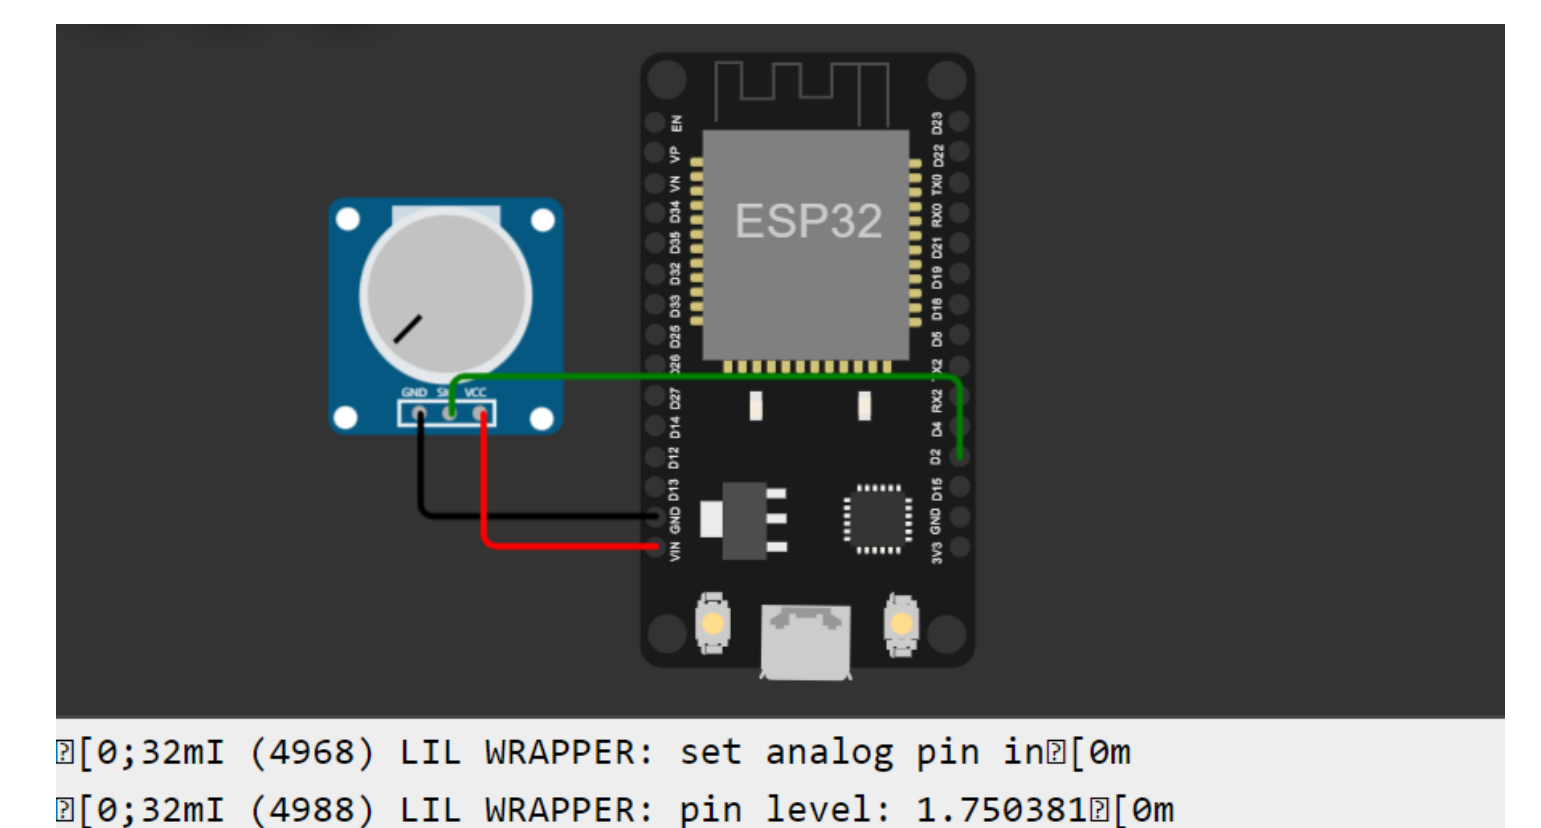 EN
VP
VN
D34
D35
D32
D33
D25
D26
D27
D14
D12
D13
GND
VIN
ESP32
D23
D22
TX0
RX0
D21
D19
D18
D5
RX2
D4
D2
D15
GND
3V3
GND VCC
[0;32mI (4968) LIL WRAPPER: set analog pin in[0m
[0;32mI (4988) LIL WRAPPER: pin level: 1.750381[0m